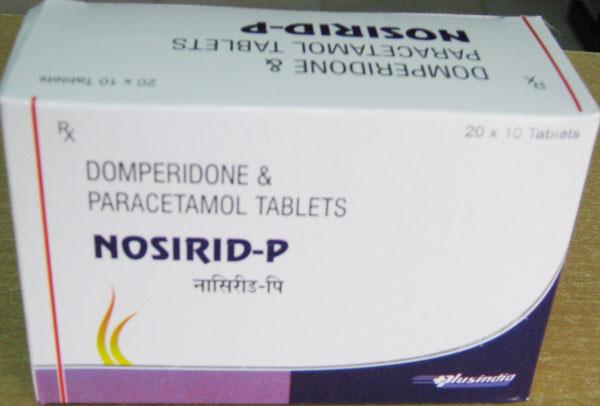 NOSIRID-P
DOMPERIDONE &
PARACETAMOL TABLETS
Rx
20 x 10 Tablets
Rx
20 x 10 Tablets
DOMPERIDONE &
PARACETAMOL TABLETS
NOSIRID-P
नासिरीड-पि
Plusindia